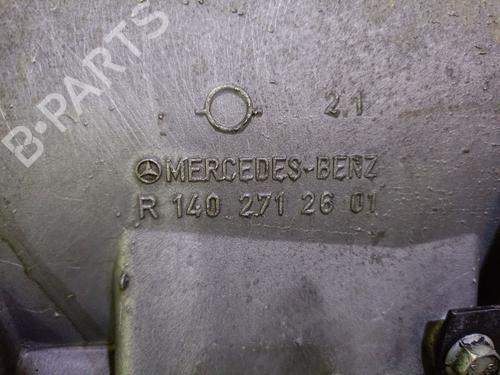 B-PARTS
2.1
MERCEDES-BENZ
R 140 271 26 01